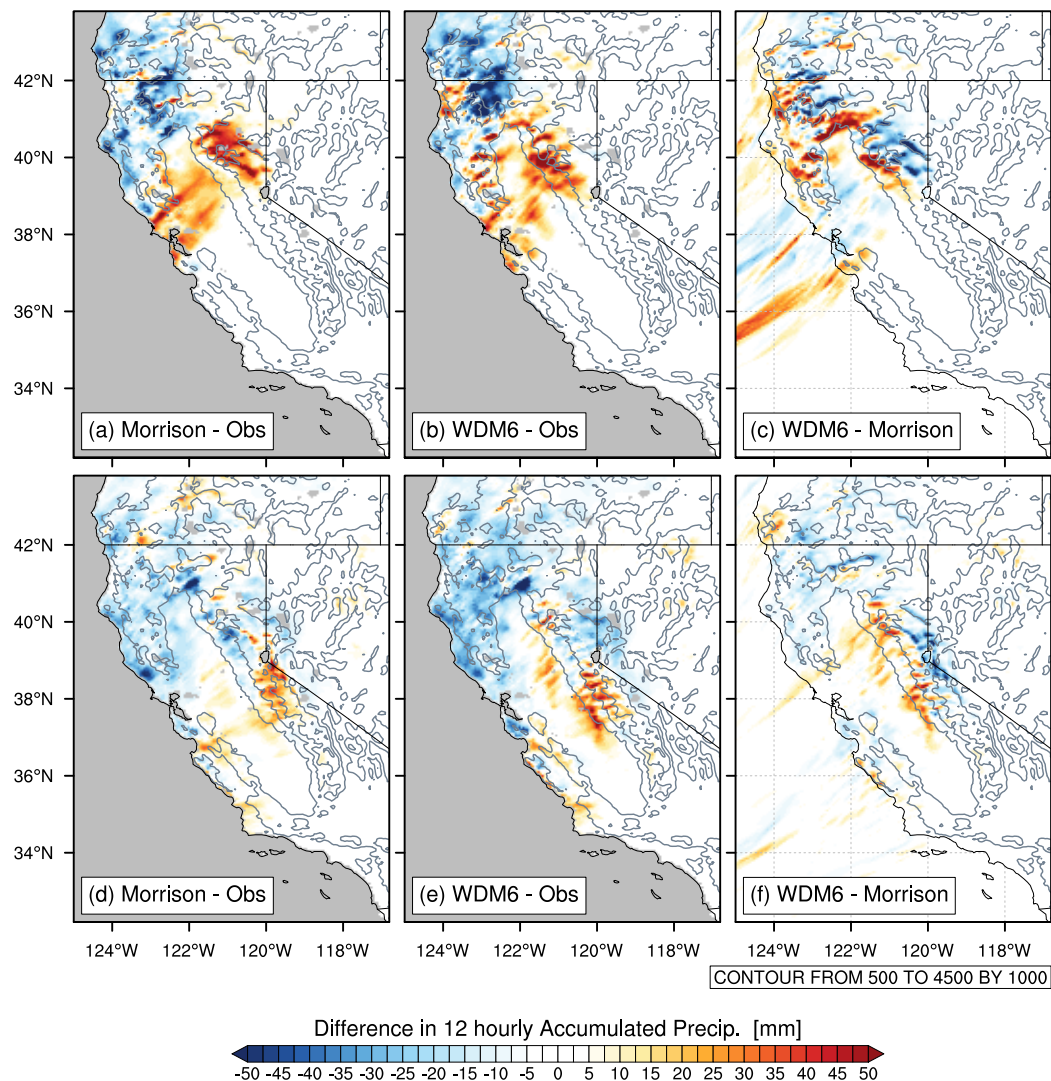 42°N
40°N
38°N
36°N
34°N
(a) Morrison - Obs
(b) WDM6 - Obs
(c) WDM6 - Morrison
42°N
40°N
38°N
36°N
34°N
(d) Morrison - Obs
(e) WDM6 - Obs
(f) WDM6 - Morrison
124°W 122°W 120°W 118°W 124°W 122°W 120°W 118°W 124°W 122°W 120°W 118°W
CONTOUR FROM 500 TO 4500 BY 1000
Difference in 12 hourly Accumulated Precip. [mm]
-50 -45 -40 -35 -30 -25 -20 -15 -10 -5 0 5 10 15 20 25 30 35 40 45 50